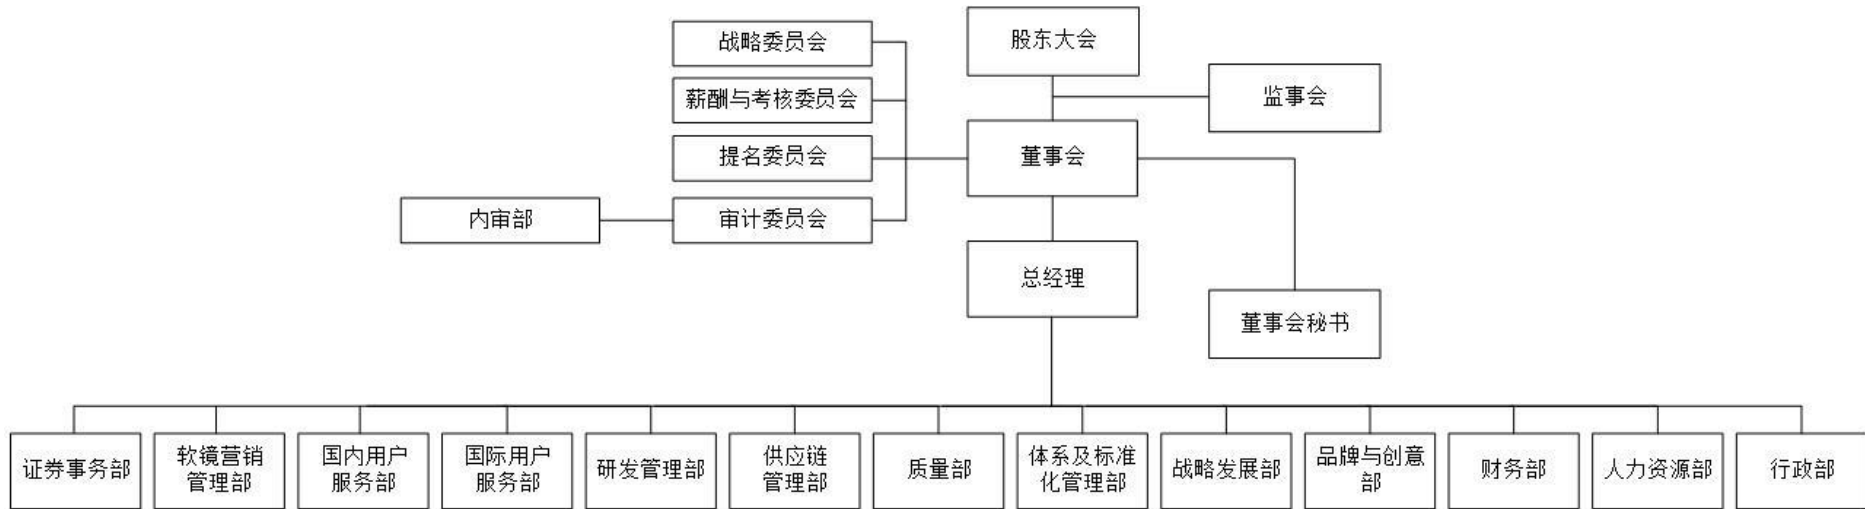 股东大会
战略委员会
监事会
薪酬与考核委员会
董事会
提名委员会
内审部
审计委员会
总经理
董事会秘书
证券事务部
软镜营销
管理部
国内用户
服务部
国际用户
服务部
研发管理部
供应链
管理部
质量部
体系及标准
化管理部
战略发展部
品牌与创意
部
财务部
人力资源部
行政部